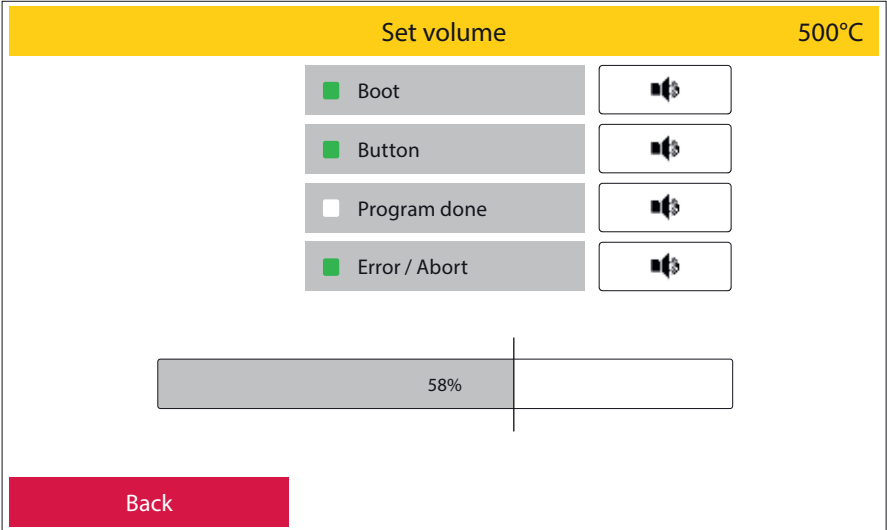 Set volume 500°C
Boot
Button
Program done
Error / Abort
58%
Back